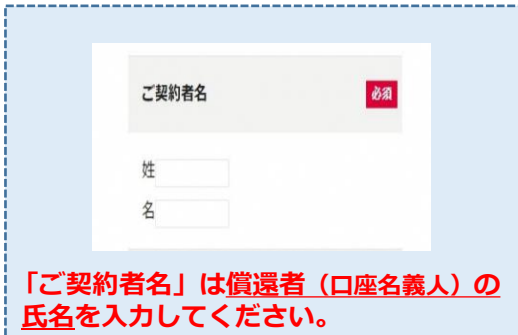 ご契約者名 必須
姓
名
「ご契約者名」は償還者（口座名義人）の
氏名を入力してください。